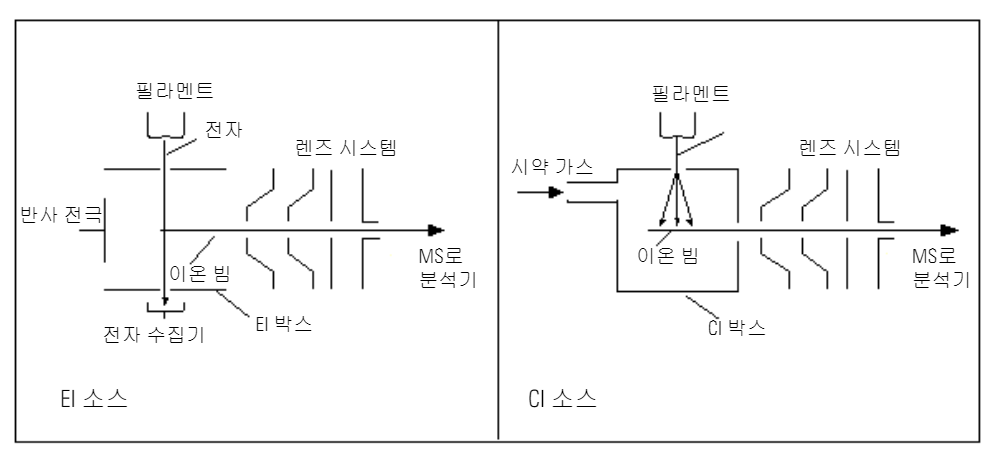 필라멘트
전자
렌즈 시스템
반사 전극
이온 빔
MS로
분석기
EI 박스
전자 수집기
EI 소스
필라멘트
시약 가스
렌즈 시스템
이온 빔
MS로
분석기
CI 박스
CI 소스